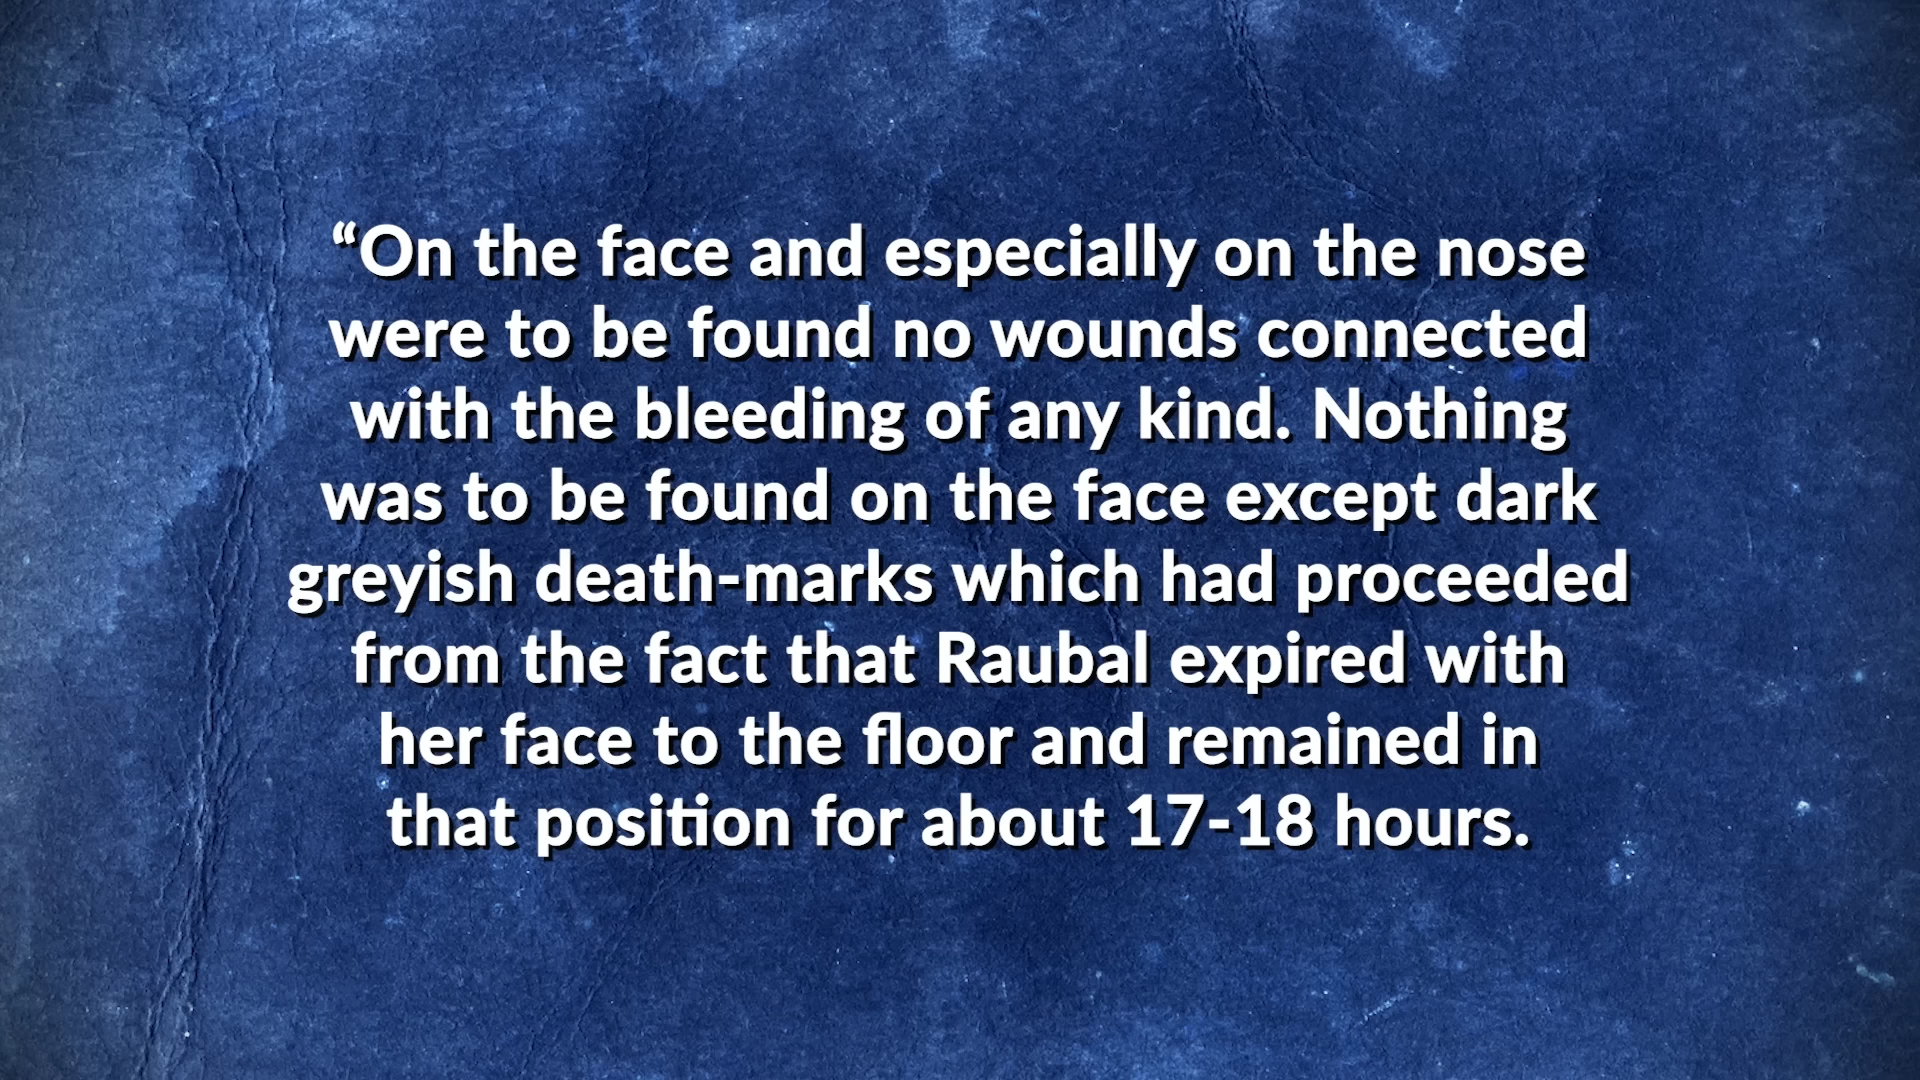 “On the face and especially on the nose
were to be found no wounds connected
with the bleeding of any kind. Nothing
was to be found on the face except dark
greyish death-marks which had proceeded
from the fact that Raubal expired with
her face to the floor and remained in
that position for about 17-18 hours.